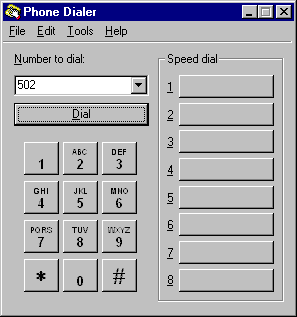 Phone Dialer
File Edit Tools Help
Number to dial:
502
Dial
1
ABC
2
DEF
3
GHI
4
JKL
5
MNO
6
PQRS
7
TUV
8
WXYZ
9
*
0
#
Speed dial
1
2
3
4
5
6
7
8